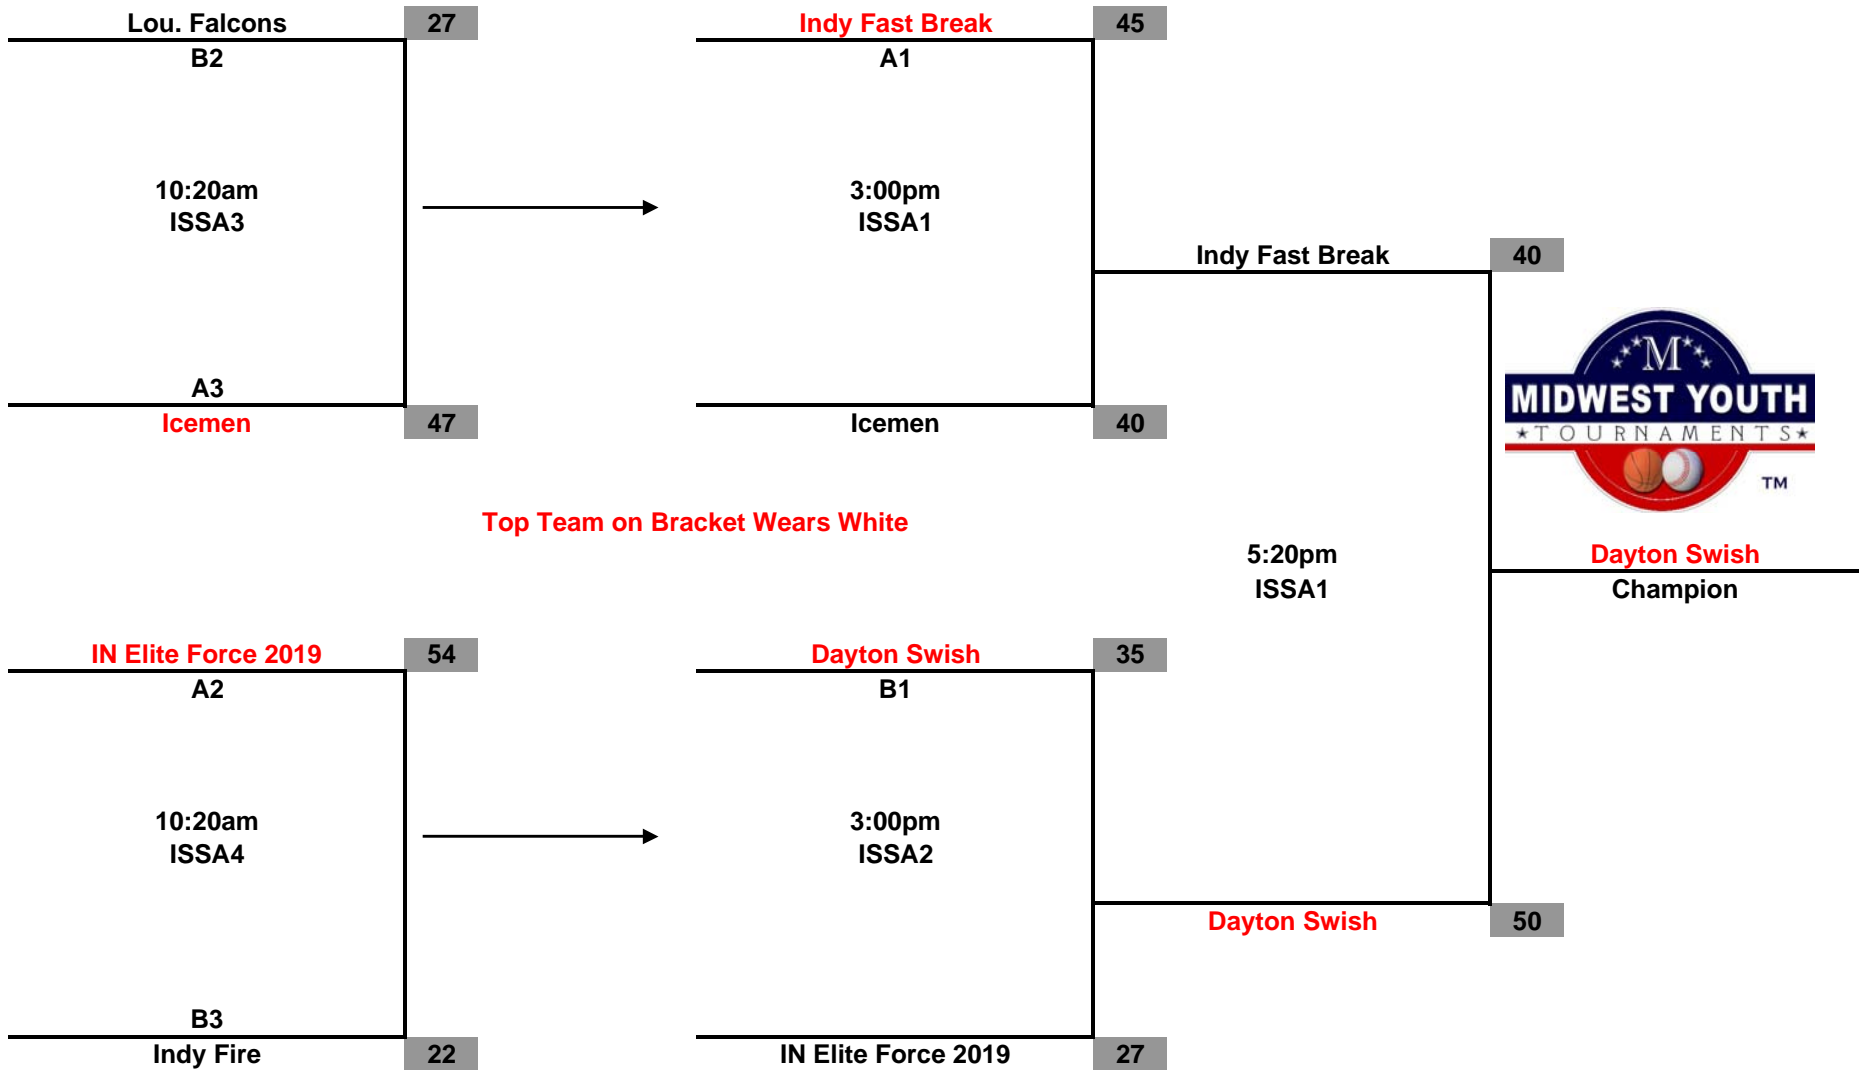 Lou. Falcons 27 Indy Fast Break 45
B2 A1
10:20am 3:00pm
ISSA3 ISSA1
Indy Fast Break 40
M
MIDWEST YOUTH
TOURNAMENTS
TM
A3
Icemen 47 Icemen 40
Top Team on Bracket Wears White
5:20pm Dayton Swish
ISSA1 Champion
IN Elite Force 2019 54 Dayton Swish 35
A2 B1
10:20am 3:00pm
ISSA4 ISSA2
Dayton Swish 50
B3
Indy Fire 22 IN Elite Force 2019 27